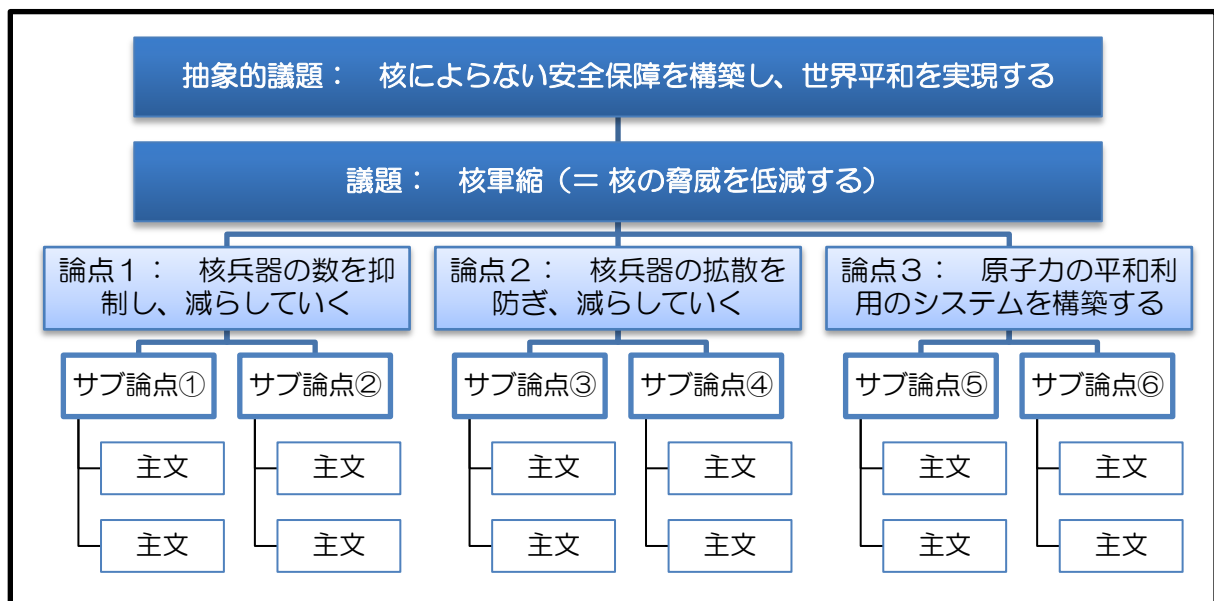 抽象的議題： 核によらない安全保障を構築し、世界平和を実現する
議題： 核軍縮（＝ 核の脅威を低減する）
論点１： 核兵器の数を抑
制し、減らしていく
論点２： 核兵器の拡散を
防ぎ、減らしていく
論点３： 原子力の平和利
用のシステムを構築する
サブ論点①
サブ論点②
サブ論点③
サブ論点④
サブ論点⑤
サブ論点⑥
主文
主文
主文
主文
主文
主文
主文
主文
主文
主文
主文
主文